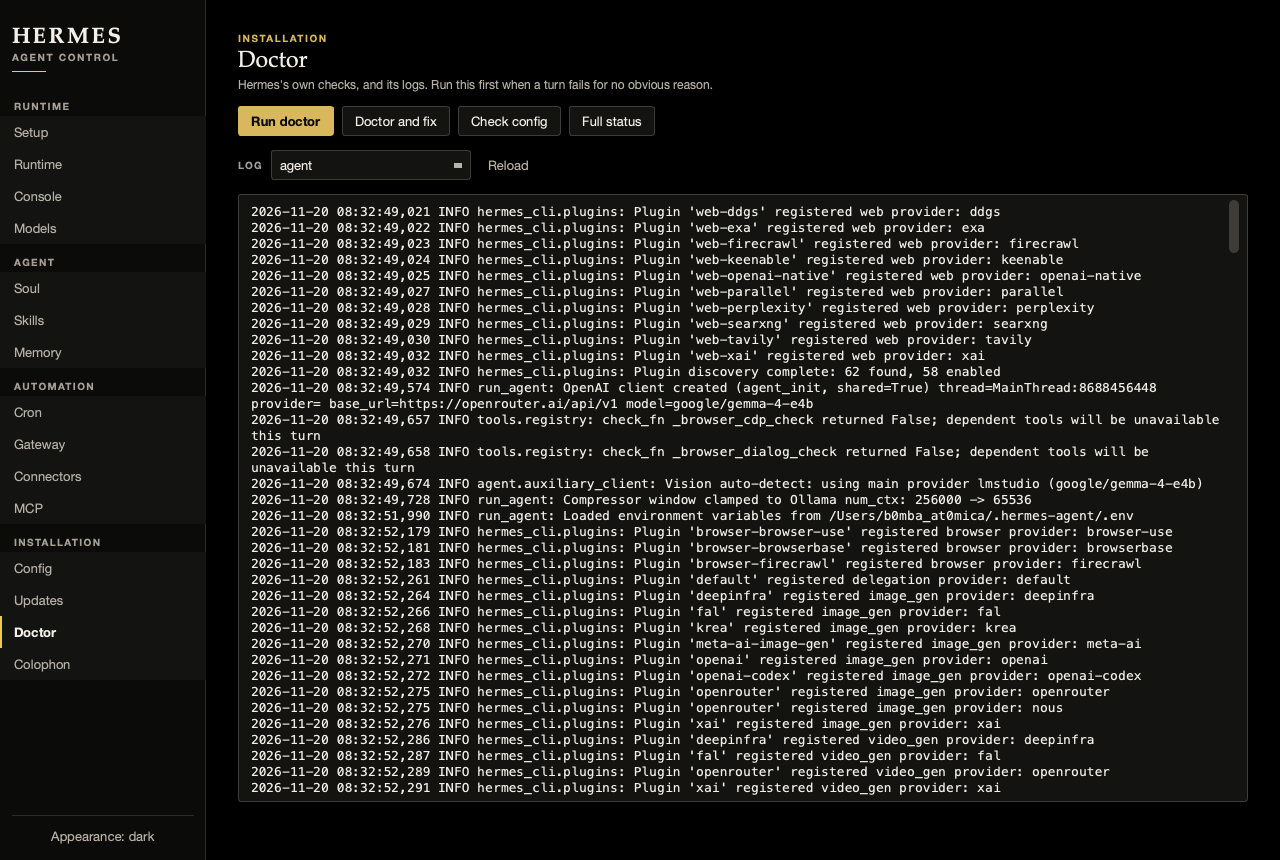 HERMES
AGENT CONTROL
RUNTIME
Setup
Runtime
Console
Models
AGENT
Soul
Skills
Memory
AUTOMATION
Cron
Gateway
Connectors
MCP
INSTALLATION
Config
Updates
Doctor
Colophon
Appearance: dark
INSTALLATION
Doctor
Hermes's own checks, and its logs. Run this first when a turn fails for no obvious reason.
Run doctor
Doctor and fix
Check config
Full status
LOG
agent
Reload
2026-11-20 08:32:49,021 INFO hermes_cli.plugins: Plugin 'web-ddgs' registered web provider: ddgs
2026-11-20 08:32:49,022 INFO hermes_cli.plugins: Plugin 'web-exa' registered web provider: exa
2026-11-20 08:32:49,023 INFO hermes_cli.plugins: Plugin 'web-firecrawl' registered web provider: firecrawl
2026-11-20 08:32:49,024 INFO hermes_cli.plugins: Plugin 'web-keenable' registered web provider: keenable
2026-11-20 08:32:49,025 INFO hermes_cli.plugins: Plugin 'web-openai-native' registered web provider: openai-native
2026-11-20 08:32:49,027 INFO hermes_cli.plugins: Plugin 'web-parallel' registered web provider: parallel
2026-11-20 08:32:49,028 INFO hermes_cli.plugins: Plugin 'web-perplexity' registered web provider: perplexity
2026-11-20 08:32:49,029 INFO hermes_cli.plugins: Plugin 'web-searxng' registered web provider: searxng
2026-11-20 08:32:49,030 INFO hermes_cli.plugins: Plugin 'web-tavily' registered web provider: tavily
2026-11-20 08:32:49,032 INFO hermes_cli.plugins: Plugin 'web-xai' registered web provider: xai
2026-11-20 08:32:49,032 INFO hermes_cli.plugins: Plugin discovery complete: 62 found, 58 enabled
2026-11-20 08:32:49,574 INFO run_agent: OpenAI client created (agent_init, shared=True) thread=MainThread:8688456448
provider= base_url=https://openrouter.ai/api/v1 model=google/gemma-4-e4b
2026-11-20 08:32:49,657 INFO tools.registry: check_fn _browser_cdp_check returned False; dependent tools will be unavailable
this turn
2026-11-20 08:32:49,658 INFO tools.registry: check_fn _browser_dialog_check returned False; dependent tools will be
unavailable this turn
2026-11-20 08:32:49,674 INFO agent.auxiliary_client: Vision auto-detect: using main provider lmstudio (google/gemma-4-e4b)
2026-11-20 08:32:49,728 INFO run_agent: Compressor window clamped to Ollama num_ctx: 256000 -> 65536
2026-11-20 08:32:51,990 INFO run_agent: Loaded environment variables from /Users/b0mba_at0mica/.hermes-agent/.env
2026-11-20 08:32:52,179 INFO hermes_cli.plugins: Plugin 'browser-browser-use' registered browser provider: browser-use
2026-11-20 08:32:52,181 INFO hermes_cli.plugins: Plugin 'browser-browserbase' registered browser provider: browserbase
2026-11-20 08:32:52,183 INFO hermes_cli.plugins: Plugin 'browser-firecrawl' registered browser provider: firecrawl
2026-11-20 08:32:52,261 INFO hermes_cli.plugins: Plugin 'default' registered delegation provider: default
2026-11-20 08:32:52,264 INFO hermes_cli.plugins: Plugin 'deepinfra' registered image_gen provider: deepinfra
2026-11-20 08:32:52,266 INFO hermes_cli.plugins: Plugin 'fal' registered image_gen provider: fal
2026-11-20 08:32:52,268 INFO hermes_cli.plugins: Plugin 'krea' registered image_gen provider: krea
2026-11-20 08:32:52,270 INFO hermes_cli.plugins: Plugin 'meta-ai-image-gen' registered image_gen provider: meta-ai
2026-11-20 08:32:52,271 INFO hermes_cli.plugins: Plugin 'openai' registered image_gen provider: openai
2026-11-20 08:32:52,272 INFO hermes_cli.plugins: Plugin 'openai-codex' registered image_gen provider: openai-codex
2026-11-20 08:32:52,275 INFO hermes_cli.plugins: Plugin 'openrouter' registered image_gen provider: openrouter
2026-11-20 08:32:52,275 INFO hermes_cli.plugins: Plugin 'openrouter' registered image_gen provider: nous
2026-11-20 08:32:52,276 INFO hermes_cli.plugins: Plugin 'xai' registered image_gen provider: xai
2026-11-20 08:32:52,286 INFO hermes_cli.plugins: Plugin 'deepinfra' registered video_gen provider: deepinfra
2026-11-20 08:32:52,287 INFO hermes_cli.plugins: Plugin 'fal' registered video_gen provider: fal
2026-11-20 08:32:52,289 INFO hermes_cli.plugins: Plugin 'openrouter' registered video_gen provider: openrouter
2026-11-20 08:32:52,291 INFO hermes_cli.plugins: Plugin 'xai' registered video_gen provider: xai